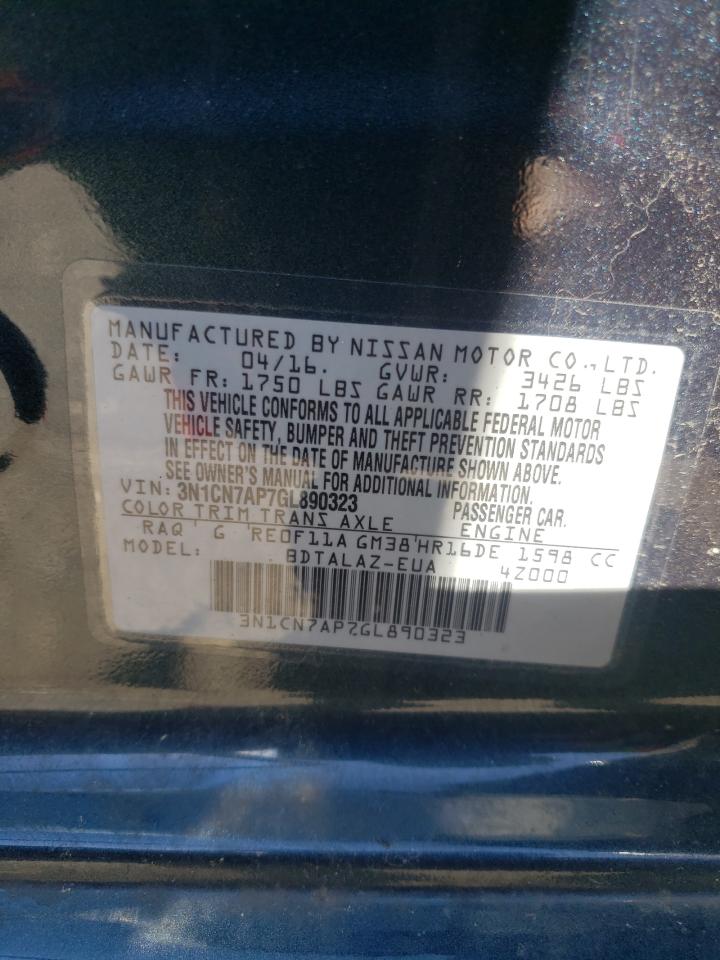 MANUFACTURED BY NISSAN MOTOR CO., LTD.
DATE: 04/16. GVWR: 3426 LBS
GAWR FR: 1750 LBS GAWR RR: 1708 LBS
THIS VEHICLE CONFORMS TO ALL APPLICABLE FEDERAL MOTOR
VEHICLE SAFETY, BUMPER AND THEFT PREVENTION STANDARDS
IN EFFECT ON THE DATE OF MANUFACTURE SHOWN ABOVE.
SEE OWNER'S MANUAL FOR ADDITIONAL INFORMATION.
VIN: 3N1CN7AP7GL890323 PASSENGER CAR.
COLOR TRIM TRANS AXLE ENGINE
RAQ ' G 'RE0F11A GM38'HR16DE 1598 CC
MODEL: BDTALAZ-EUA 4Z000
3N1CN7AP7GL890323